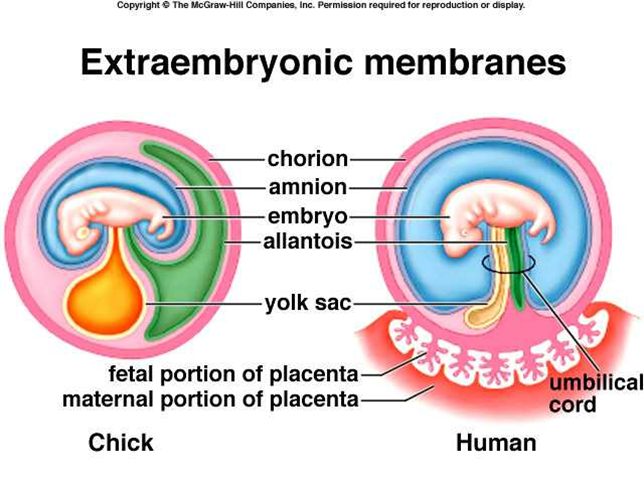 Copyright © The McGraw-Hill Companies, Inc. Permission required for reproduction or display.
Extraembryonic membranes
chorion
amnion
embryo
allantois
yolk sac
fetal portion of placenta
maternal portion of placenta
umbilical
cord
Chick
Human